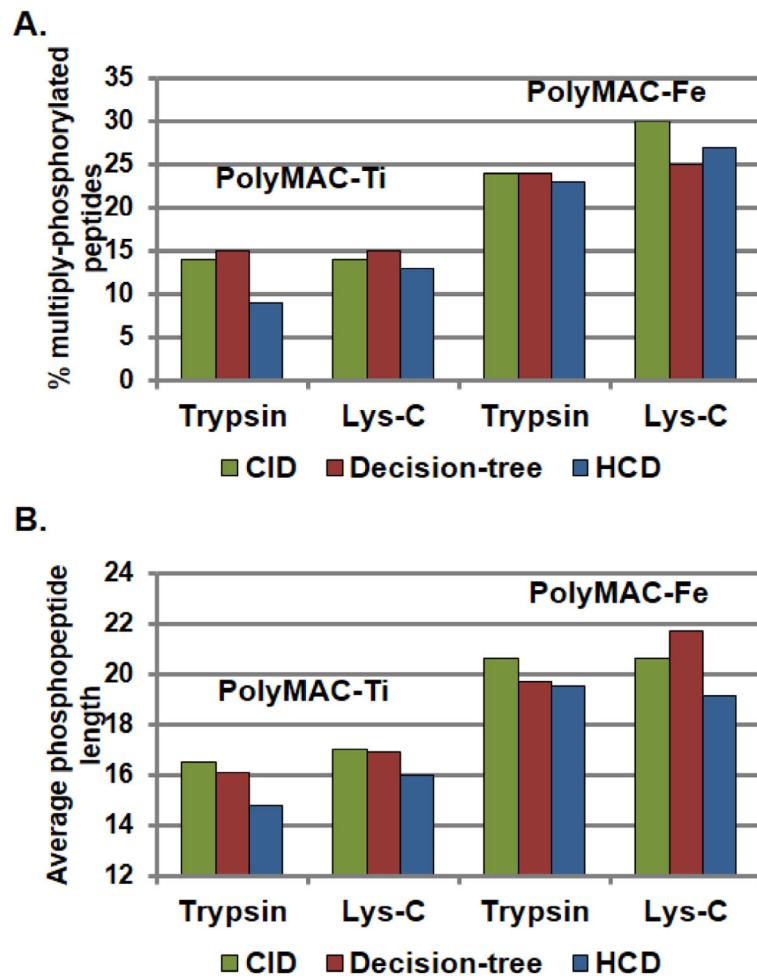 A.
% multiply-phosphorylated
peptides
35
30
25
20
15
10
5
0
PolyMAC-Ti
PolyMAC-Fe
Trypsin Lys-C Trypsin Lys-C
CID Decision-tree HCD
B.
Average phosphopeptide
length
24
22
20
18
16
14
12
PolyMAC-Ti
PolyMAC-Fe
Trypsin Lys-C Trypsin Lys-C
CID Decision-tree HCD